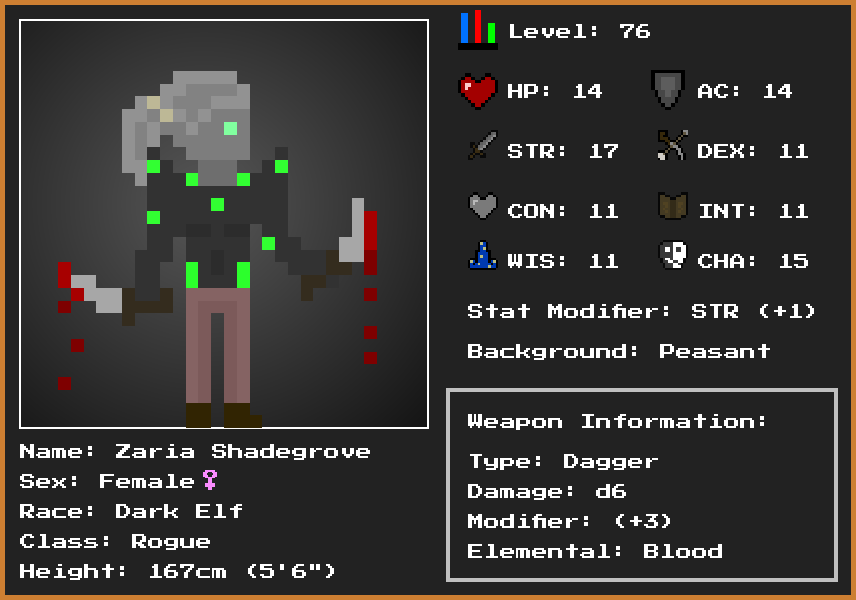 Level: 76
HP: 14
AC: 14
STR: 17
DEX: 11
CON: 11
INT: 11
WIS: 11
CHA: 15
Stat Modifier: STR (+1)
Background: Peasant
Weapon Information:
Type: Dagger
Damage: d6
Modifier: (+3)
Elemental: Blood
Name: Zaria Shadegrove
Sex: Female♀
Race: Dark Elf
Class: Rogue
Height: 167cm (5'6")